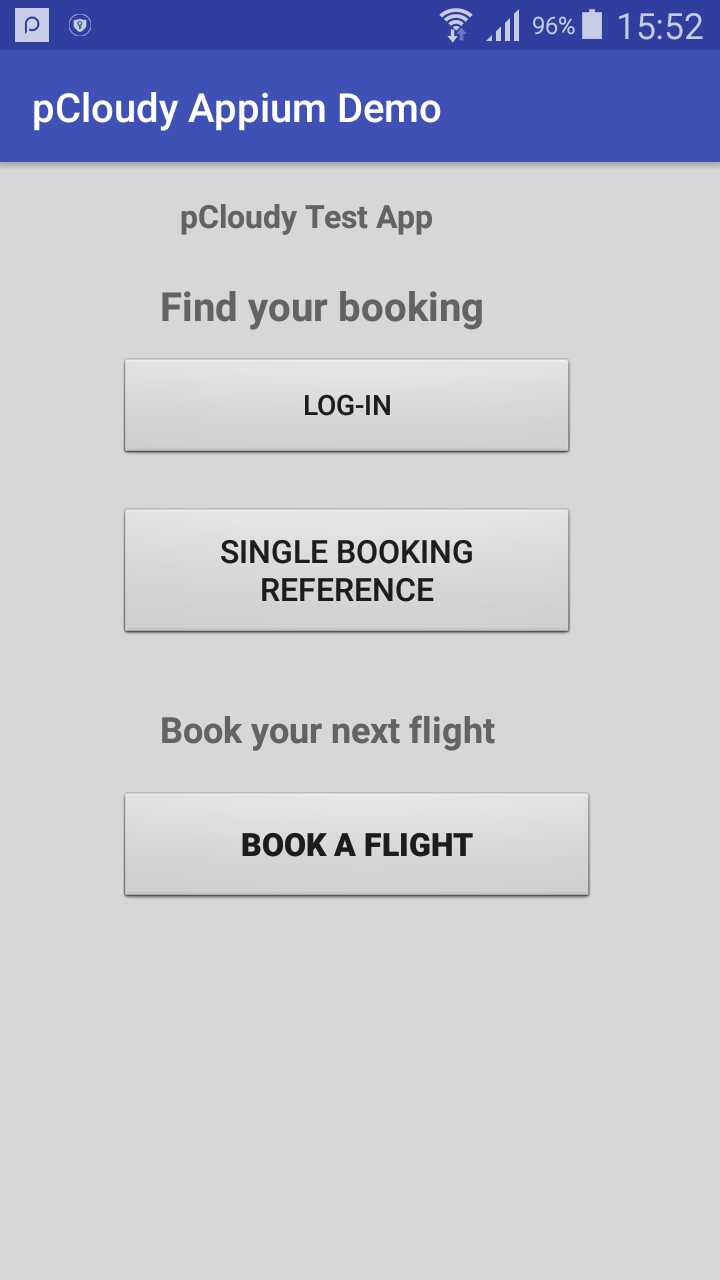 96% 15:52
pCloudy Appium Demo
pCloudy Test App
Find your booking
LOG-IN
SINGLE BOOKING
REFERENCE
Book your next flight
BOOK A FLIGHT